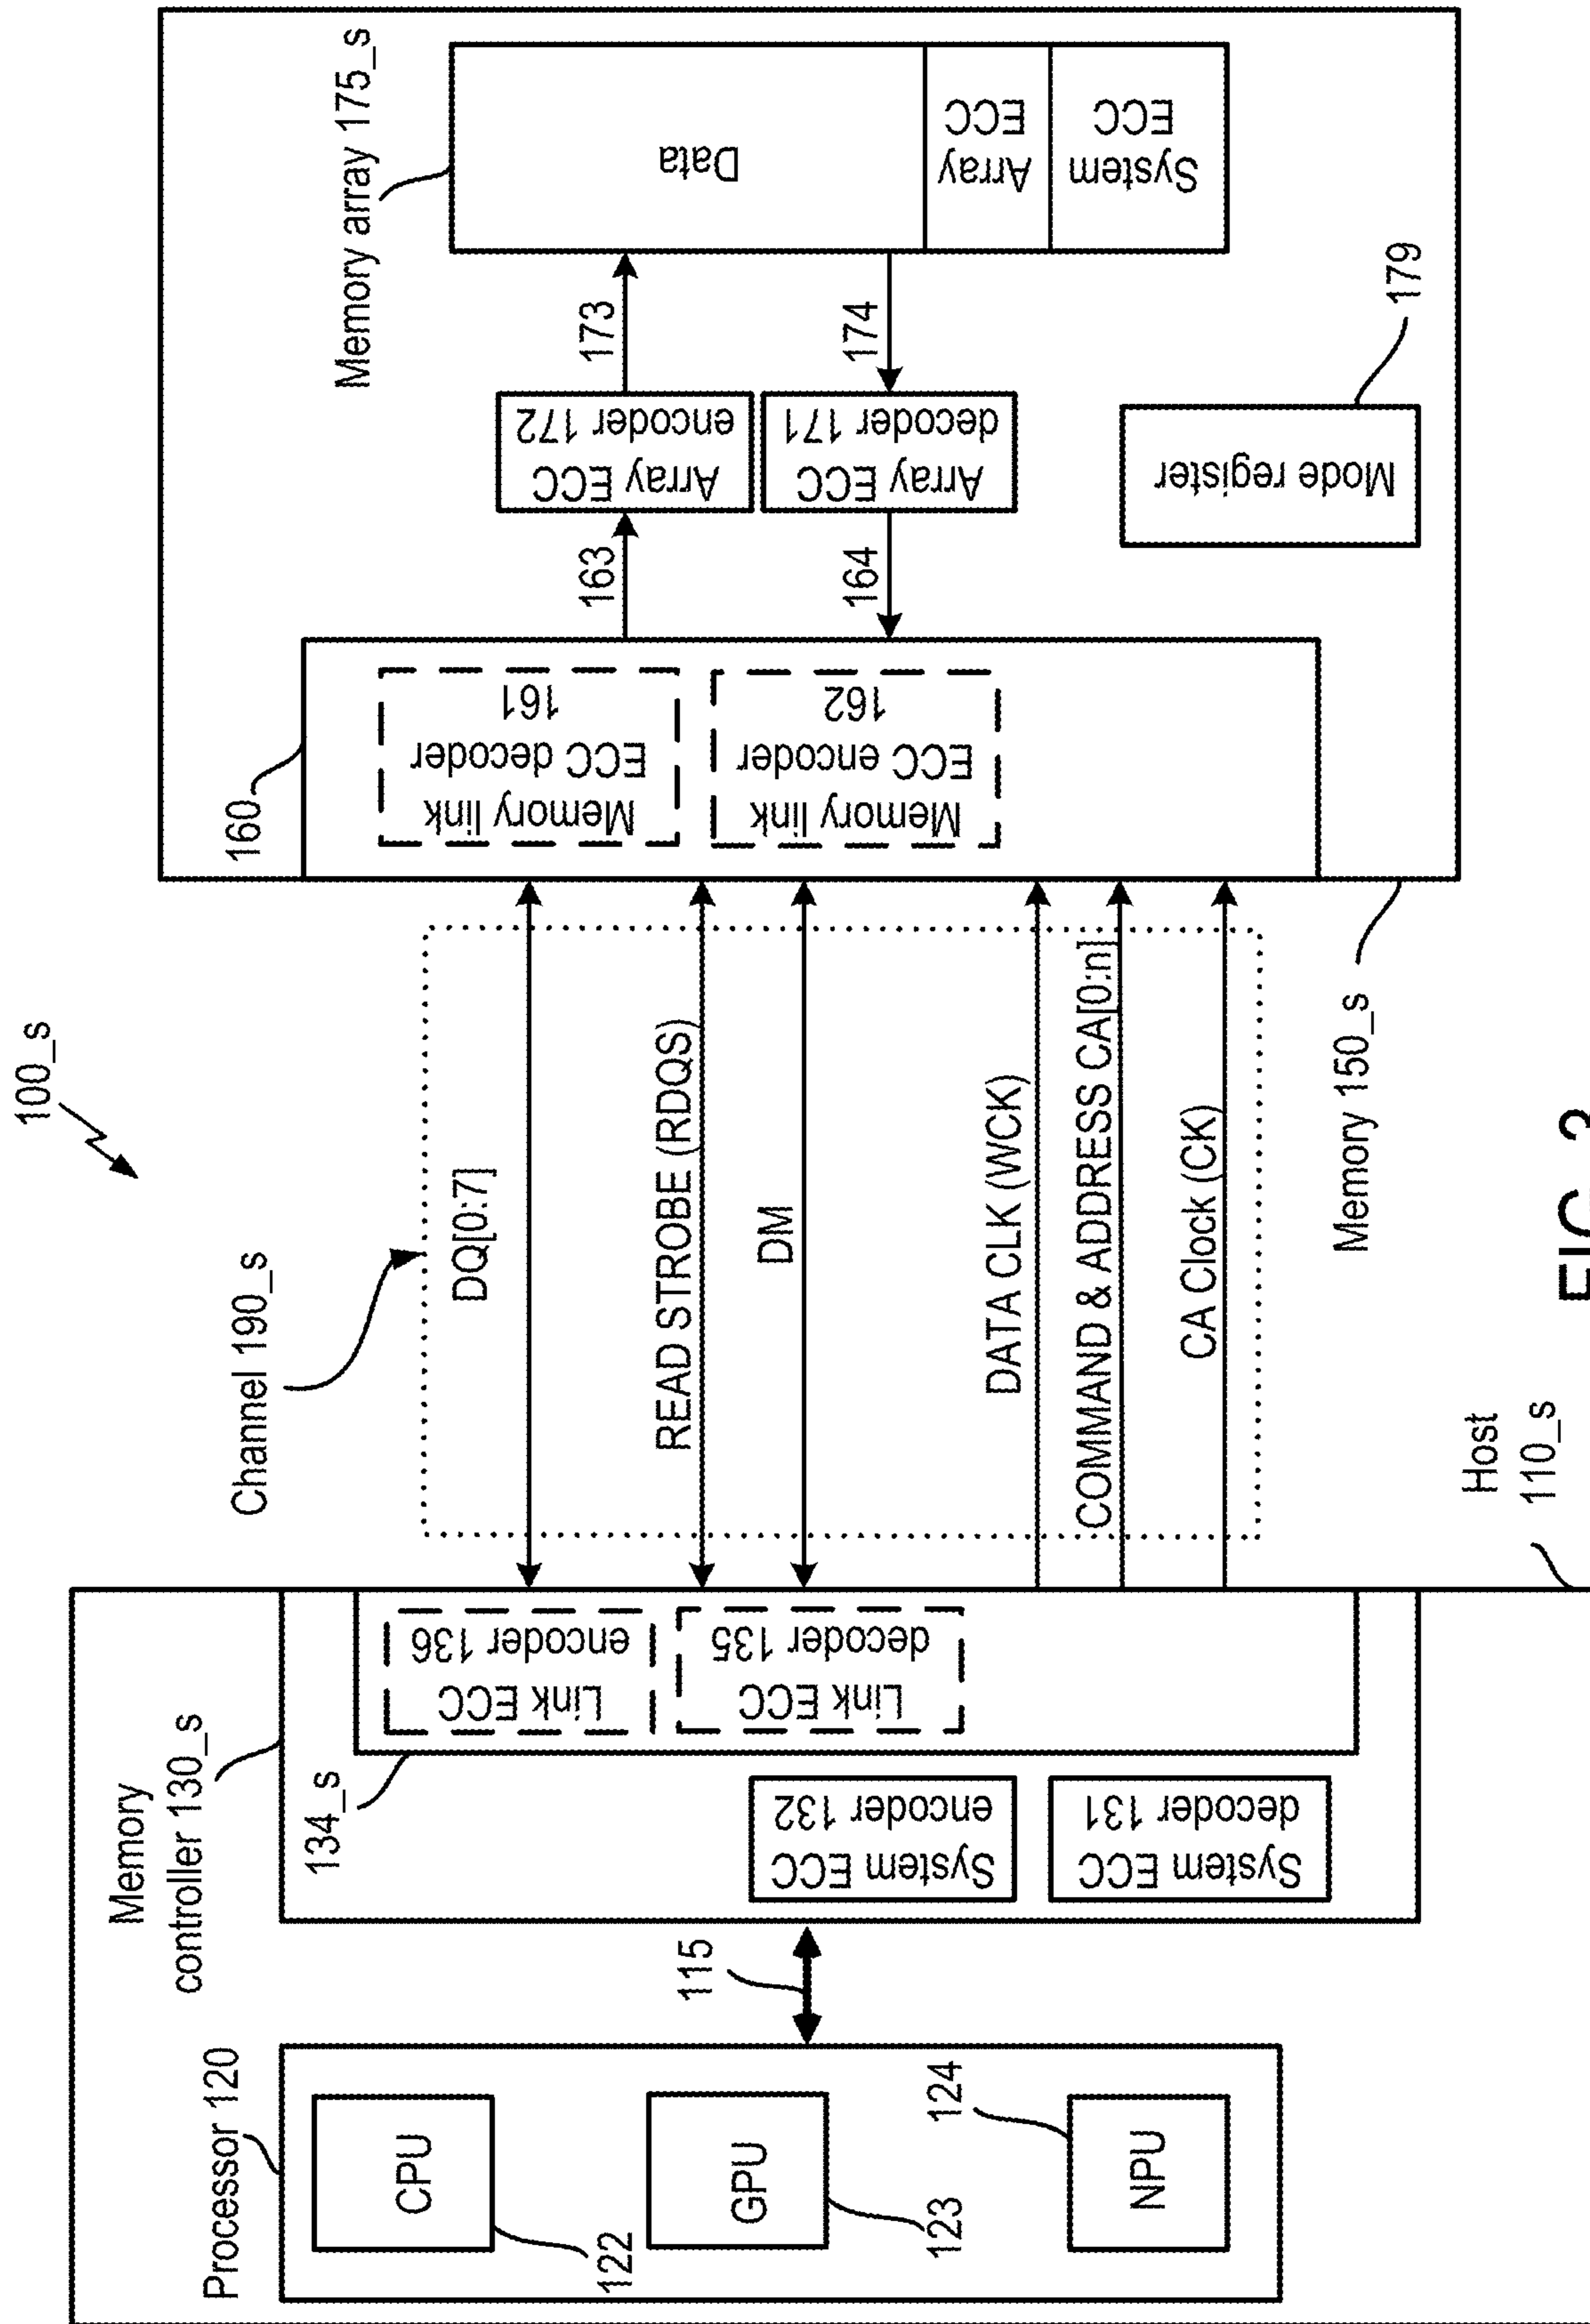 100_s
Processor 120
CPU
122
GPU
123
124
NPU
115
Memory
controller 130_s
134_s
System ECC
encoder 132
System ECC
decoder 131
Link ECC
encoder 136
Link ECC
decoder 135
Host
110_s
Channel 190_s
DQ[0:7]
READ STROBE (RDQS)
DM
DATA CLK (WCK)
COMMAND & ADDRESS CA[0:n]
CA Clock (CK)
Memory 150_s
160
Memory link
ECC decoder
161
Memory link
ECC encoder
162
163
164
Array ECC
encoder 172
Array ECC
decoder 171
173
174
Memory array 175_s
Data
Array
ECC
System
ECC
Mode register
179
FIG.